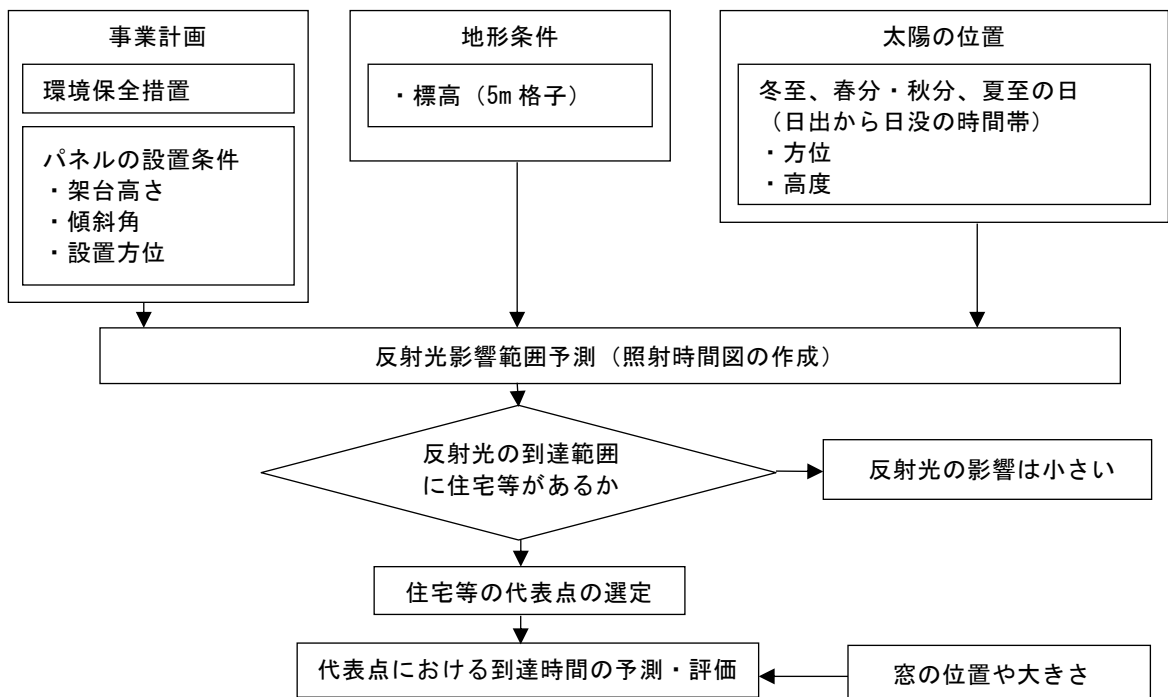 事業計画
環境保全措置
パネルの設置条件
・架台高さ
・傾斜角
・設置方位
地形条件
・標高（5m 格子）
太陽の位置
冬至、春分・秋分、夏至の日
（日出から日没の時間帯）
・方位
・高度
反射光影響範囲予測（照射時間図の作成）
反射光の到達範囲
に住宅等があるか
反射光の影響は小さい
住宅等の代表点の選定
代表点における到達時間の予測・評価
窓の位置や大きさ